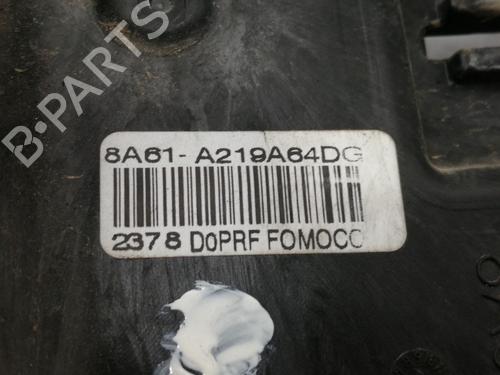 B-PARTS
8A61- A219A64DG
2378 D0PRF FOMOCO